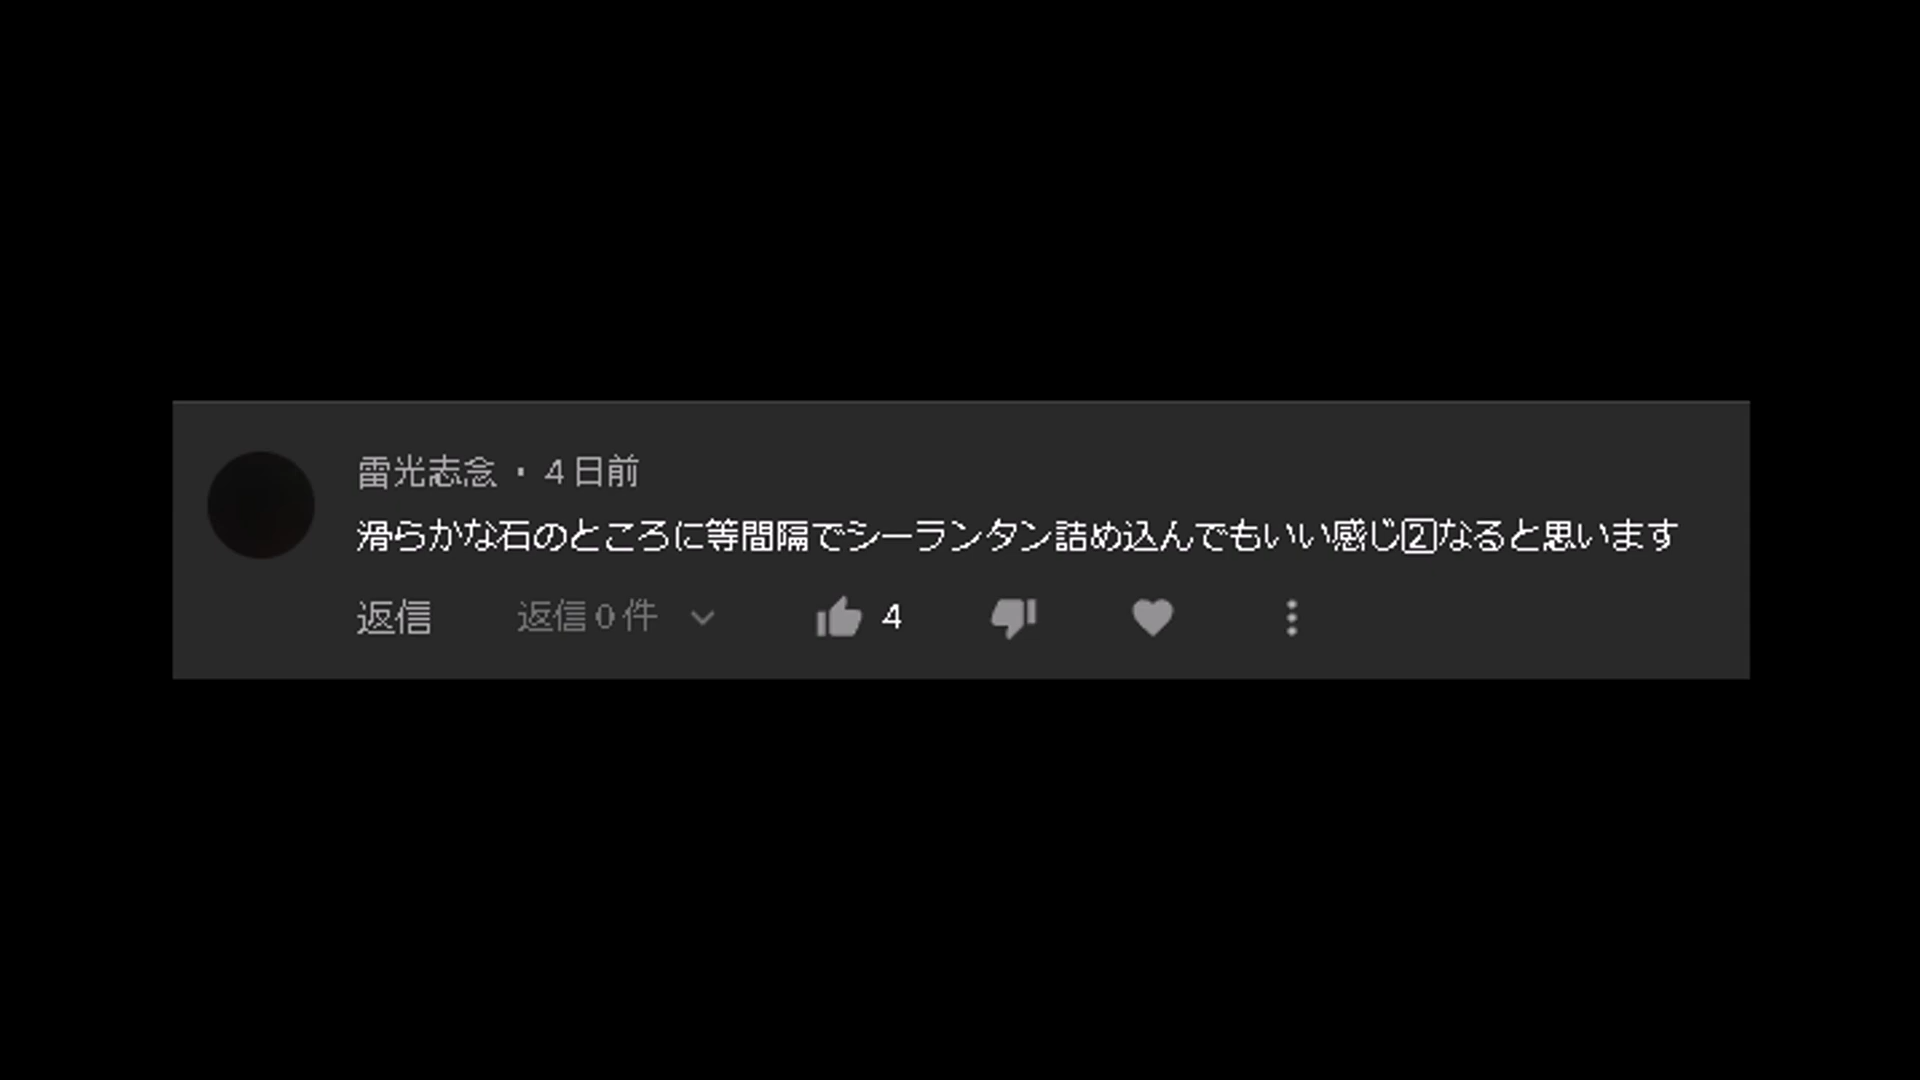 雷光志念・4日前
滑らかな石のところに等間隔でシーランタン詰め込んでもいい感じ🄉なると思います
返信 返信0件 4